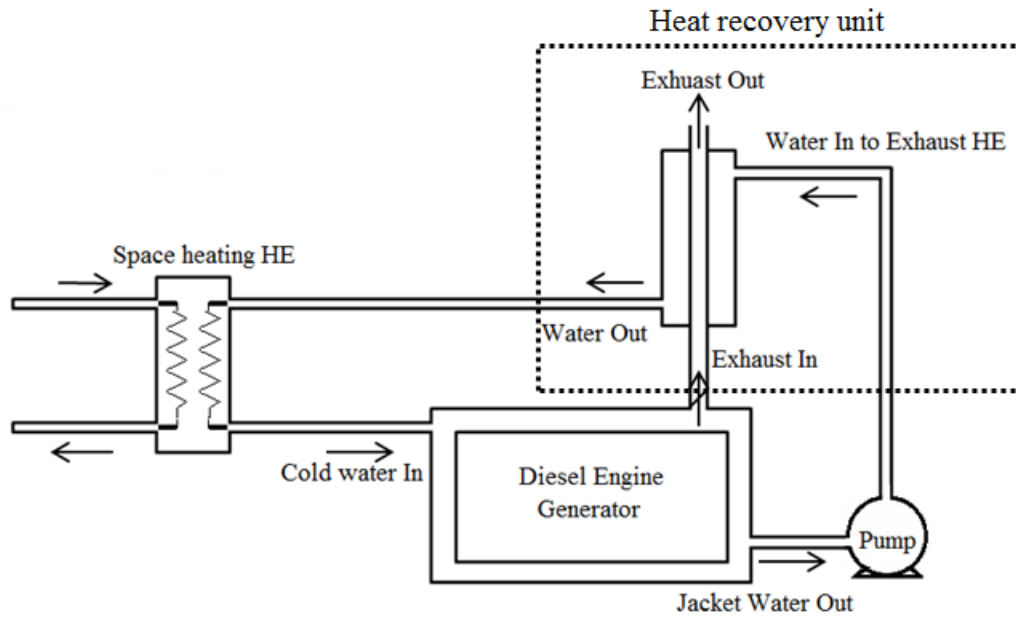 Heat recovery unit
Exhuast Out
Water In to Exhaust HE
Space heating HE
Water Out
Exhaust In
Cold water In
Diesel Engine
Generator
Pump
Jacket Water Out